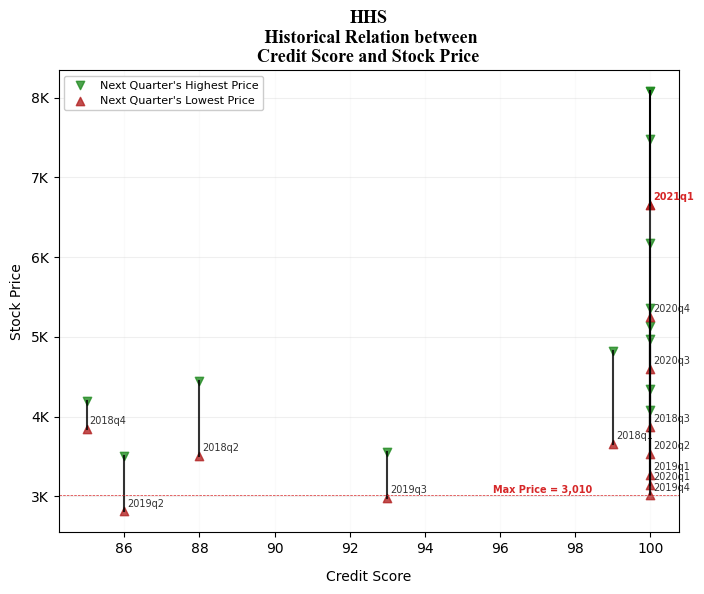 HHS
Historical Relation between
Credit Score and Stock Price
Next Quarter's Highest Price
Next Quarter's Lowest Price
8K
7K
6K
5K
4K
3K
Stock Price
2021q1
2020q4
2020q3
2018q3
2018q1
2020q2
2019q1
2020q1
2019q4
2018q4
2018q2
2019q3
2019q2
Max Price = 3,010
86
88
90
92
94
96
98
100
Credit Score